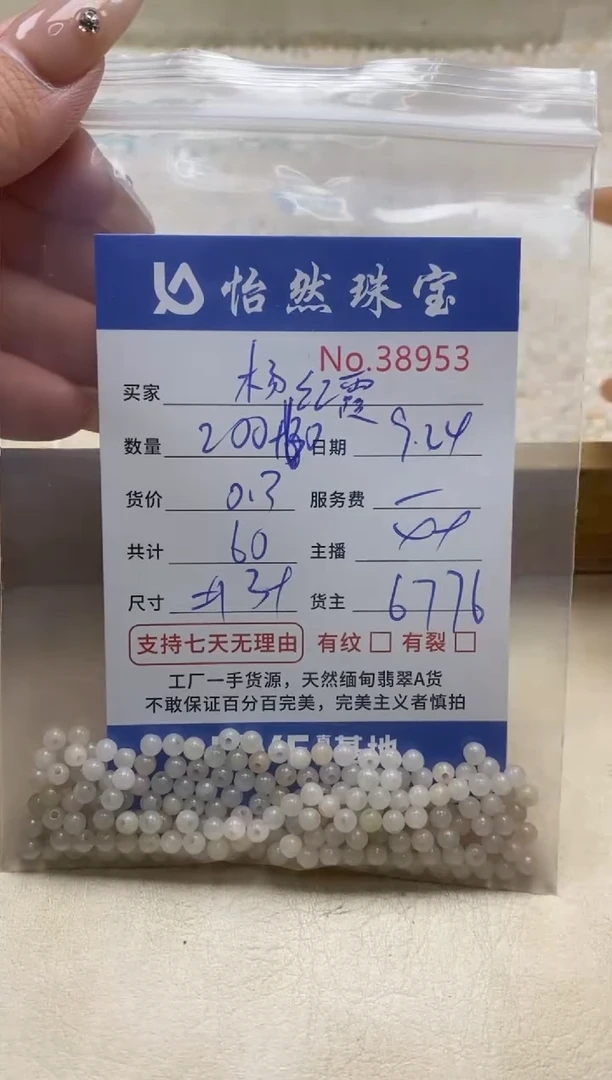 怡然珠宝
No.38953
买家 杨红霞
数量 200 日期 9.24
货价 0.3 服务费 一
共计 60 主播
尺寸 货主 6776
支持七天无理由 有纹 有裂
工厂一手货源，天然缅甸翡翠A货
不敢保证百分百完美，完美主义者慎拍
基地